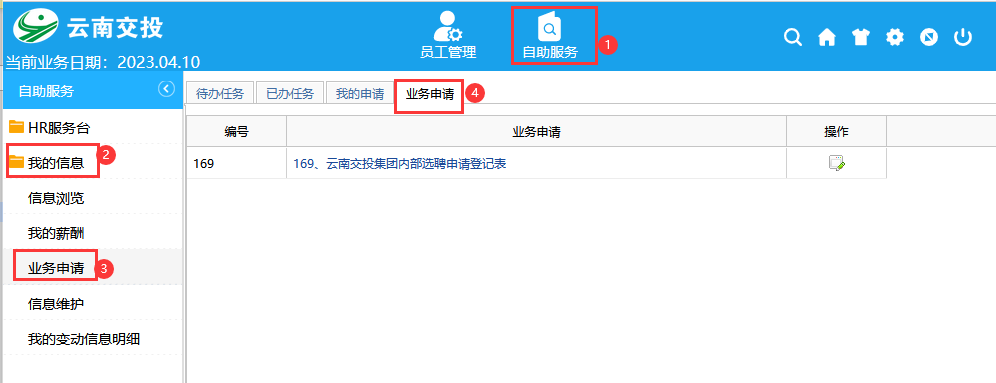 云南交投
员工管理
自助服务
1
当前业务日期：2023.04.10
自助服务
待办任务
已办任务
我的申请
业务申请
4
HR服务台
我的信息
2
信息浏览
我的薪酬
业务申请
3
信息维护
我的变动信息明细
编号
业务申请
操作
169
169、云南交投集团内部选聘申请登记表